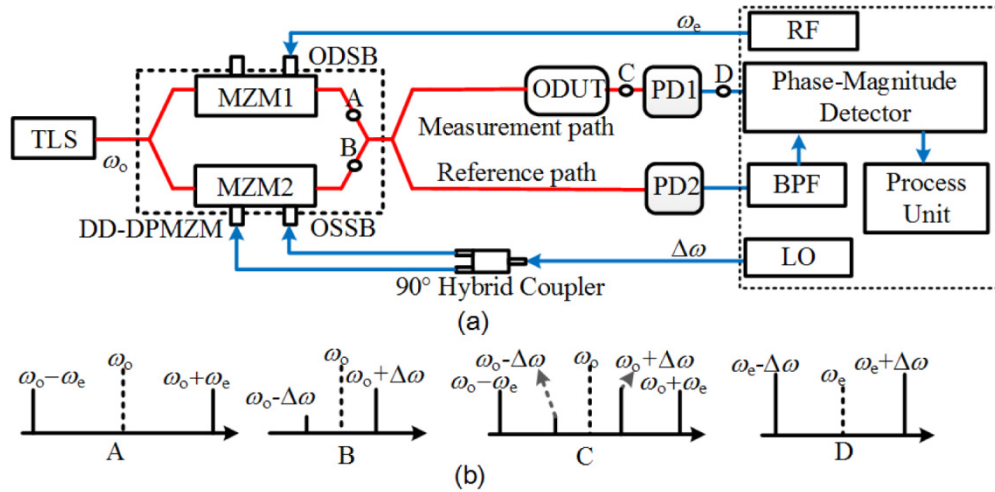 ωe
RF
ODSB
MZM1
A
TLS
ωo
B
MZM2
DD-DPMZM
OSSB
ODUT
C
PD1
D
Measurement path
Reference path
PD2
Phase-Magnitude
Detector
BPF
Process
Unit
LO
Δω
90° Hybrid Coupler
(a)
ωo-ωe
ωo
ωo+ωe
A
ωo-Δω
ωo
ωo+Δω
B
ωo-Δω
ωo-ωe
ωo
ωo+Δω
ωo+ωe
C
ωe-Δω
ωe
ωe+Δω
D
(b)